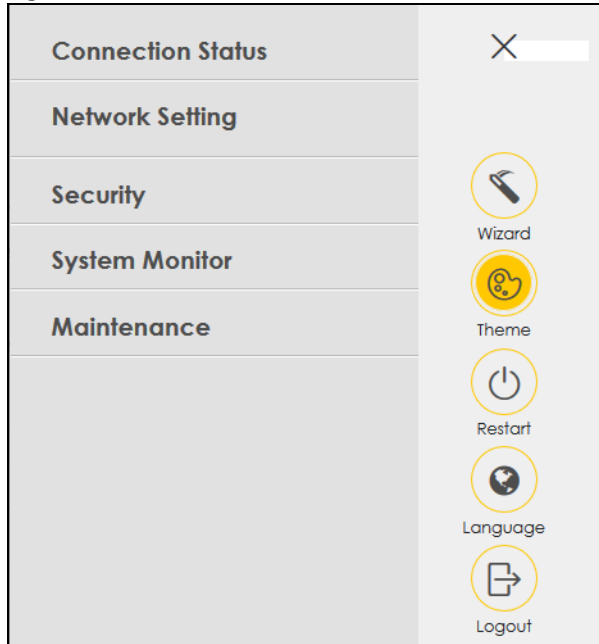 Connection Status
Network Setting
Security
System Monitor
Maintenance
Wizard
Theme
Restart
Language
Logout